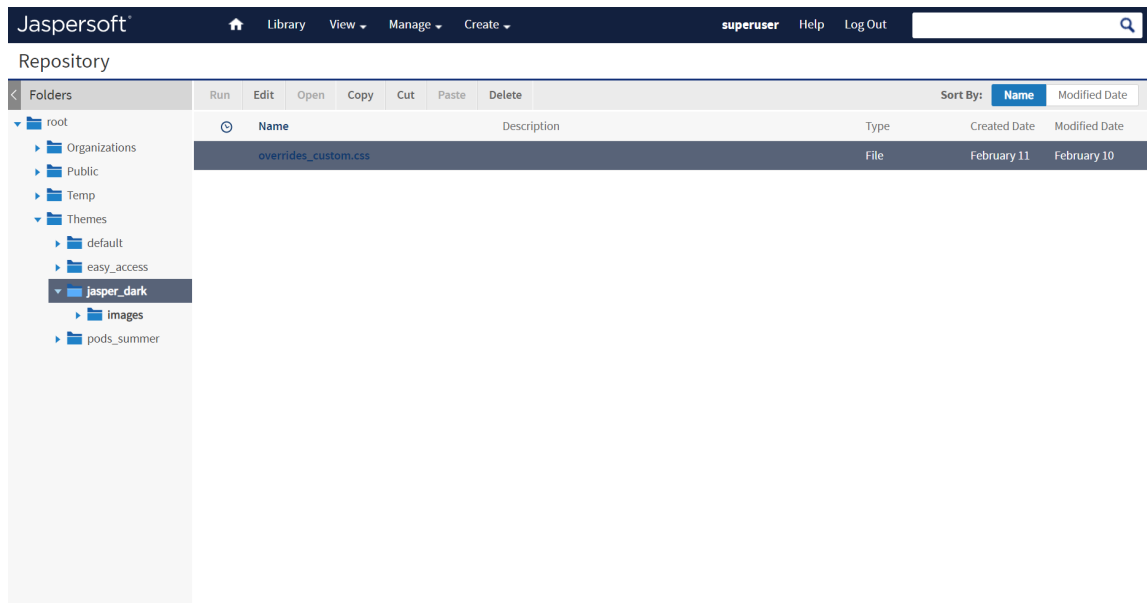 Jaspersoft® Library View Manage Create superuser Help Log Out
Repository
Folders Run Edit Open Copy Cut Paste Delete Sort By: Name Modified Date
root Name Description Type Created Date Modified Date
Organizations
overrides_custom.css File February 11 February 10
Public
Temp
Themes
default
easy_access
jasper_dark
images
pods_summer